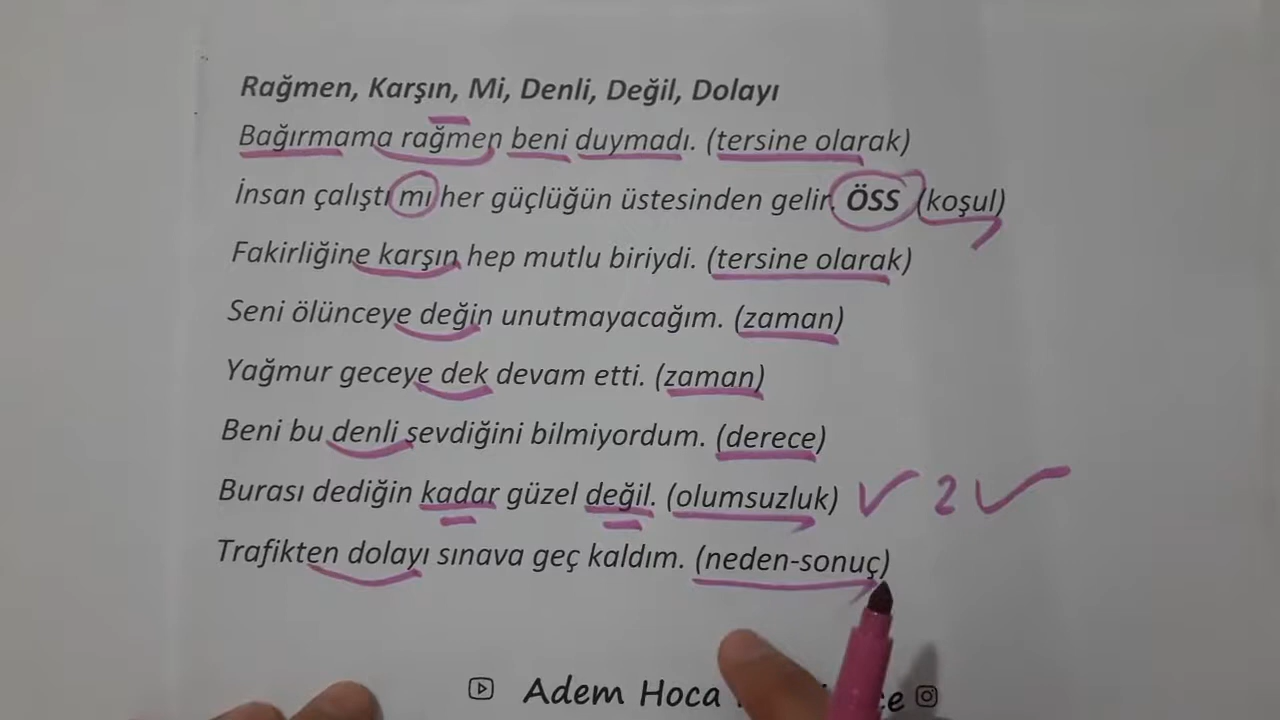 Rağmen, Karşın, Mi, Denli, Değil, Dolayı
Bağırmama rağmen beni duymadı. (tersine olarak)
İnsan çalıştı mı her güçlüğün üstesinden gelir. ÖSS (koşul)
Fakirliğine karşın hep mutlu biriydi. (tersine olarak)
Seni ölünceye değin unutmayacağım. (zaman)
Yağmur geceye dek devam etti. (zaman)
Beni bu denli sevdiğini bilmiyordum. (derece)
Burası dediğin kadar güzel değil. (olumsuzluk) 2
Trafikten dolayı sınava geç kaldım. (neden-sonuç)
Adem Hoca